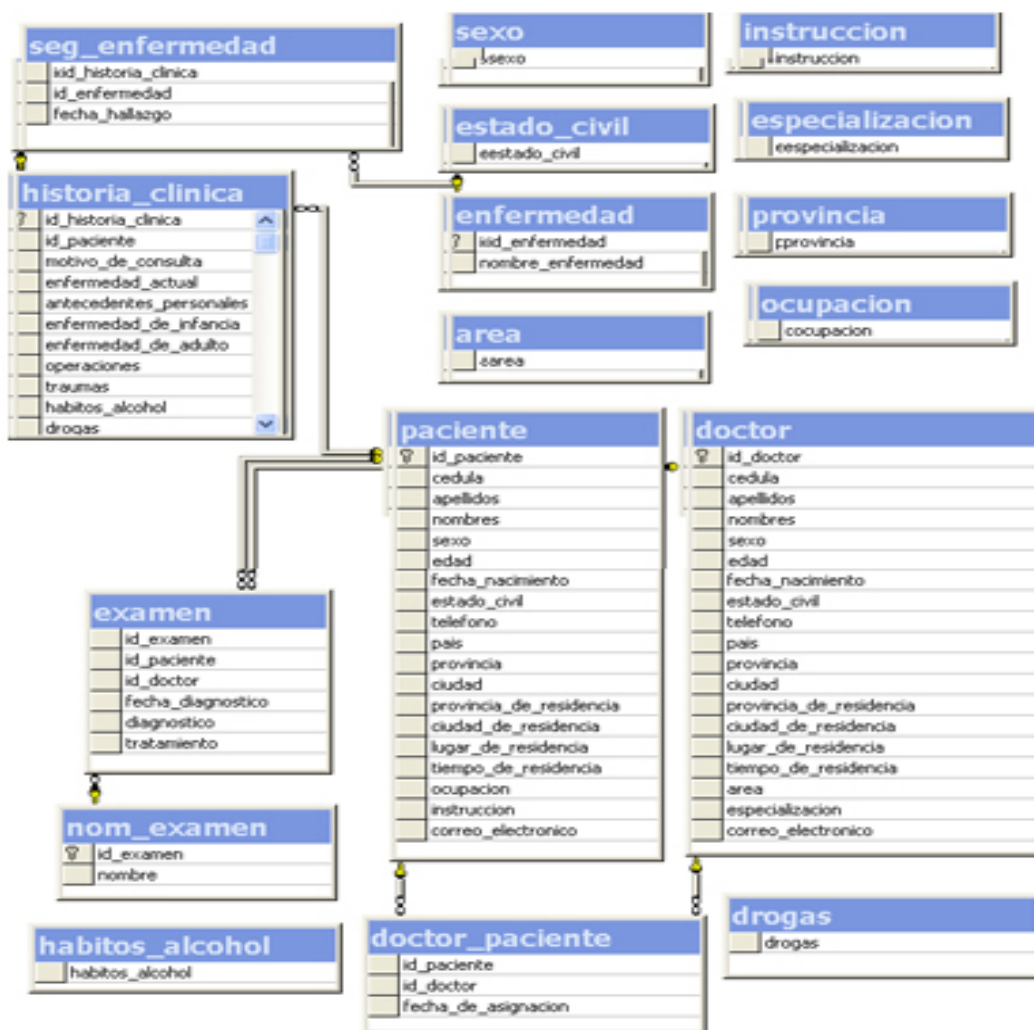 seg_enfermedad
iid_historia_clinica
id_enfermedad
fecha_hallazgo
sexo
sexo
instruccion
instruccion
estado_civil
eestado_civil
especializacion
eespecializacion
historia_clinica
id_historia_clinica
id_paciente
motivo_de_consulta
enfermedad_actual
antecedentes_personales
enfermedad_de_infancia
enfermedad_de_adulto
operaciones
traumas
habitos_alcohol
drogas
enfermedad
iid_enfermedad
nombre_enfermedad
provincia
pprovincia
ocupacion
cocupacion
area
aarea
paciente
id_paciente
cedula
apellidos
nombres
sexo
edad
fecha_nacimiento
estado_civil
telefono
pais
provincia
ciudad
provincia_de_residencia
ciudad_de_residencia
lugar_de_residencia
tiempo_de_residencia
ocupacion
instruccion
correo_electronico
doctor
id_doctor
cedula
apellidos
nombres
sexo
edad
fecha_nacimiento
estado_civil
telefono
pais
provincia
ciudad
provincia_de_residencia
ciudad_de_residencia
lugar_de_residencia
tiempo_de_residencia
area
especializacion
correo_electronico
examen
id_examen
id_paciente
id_doctor
fecha_diagnostico
diagnostico
tratamiento
nom_examen
id_examen
nombre
habitos_alcohol
habitos_alcohol
doctor_paciente
id_paciente
id_doctor
fecha_de_asignacion
drogas
drogas